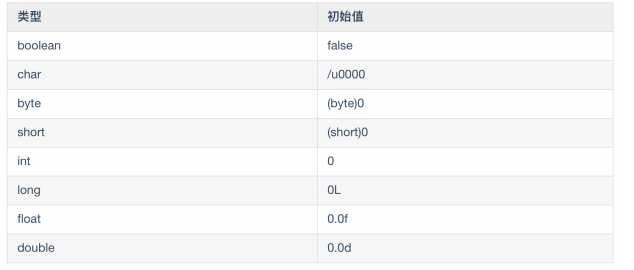 类型 初始值
boolean false
char /u0000
byte (byte)0
short (short)0
int 0
long 0L
float 0.0f
double 0.0d